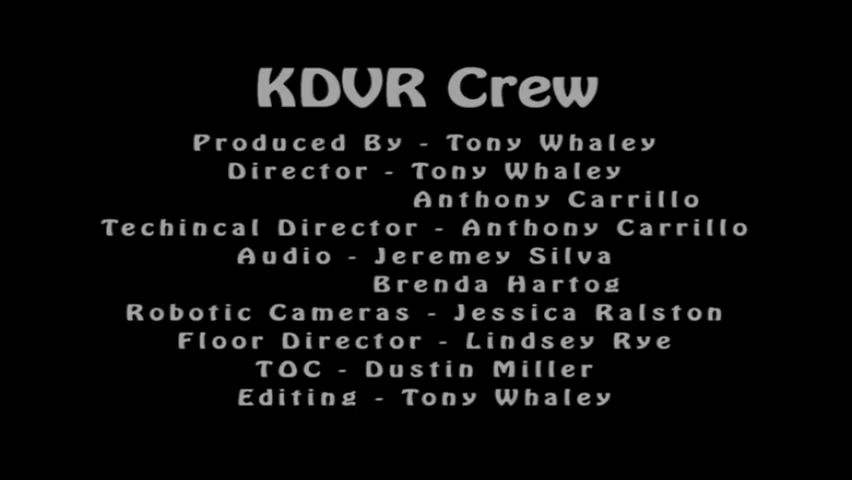 KDVR Crew
Produced By - Tony Whaley
Director - Tony Whaley
Anthony Carrillo
Techincal Director - Anthony Carrillo
Audio - Jeremey Silva
Brenda Hartog
Robotic Cameras - Jessica Ralston
Floor Director - Lindsey Rye
TOC - Dustin Miller
Editing - Tony Whaley